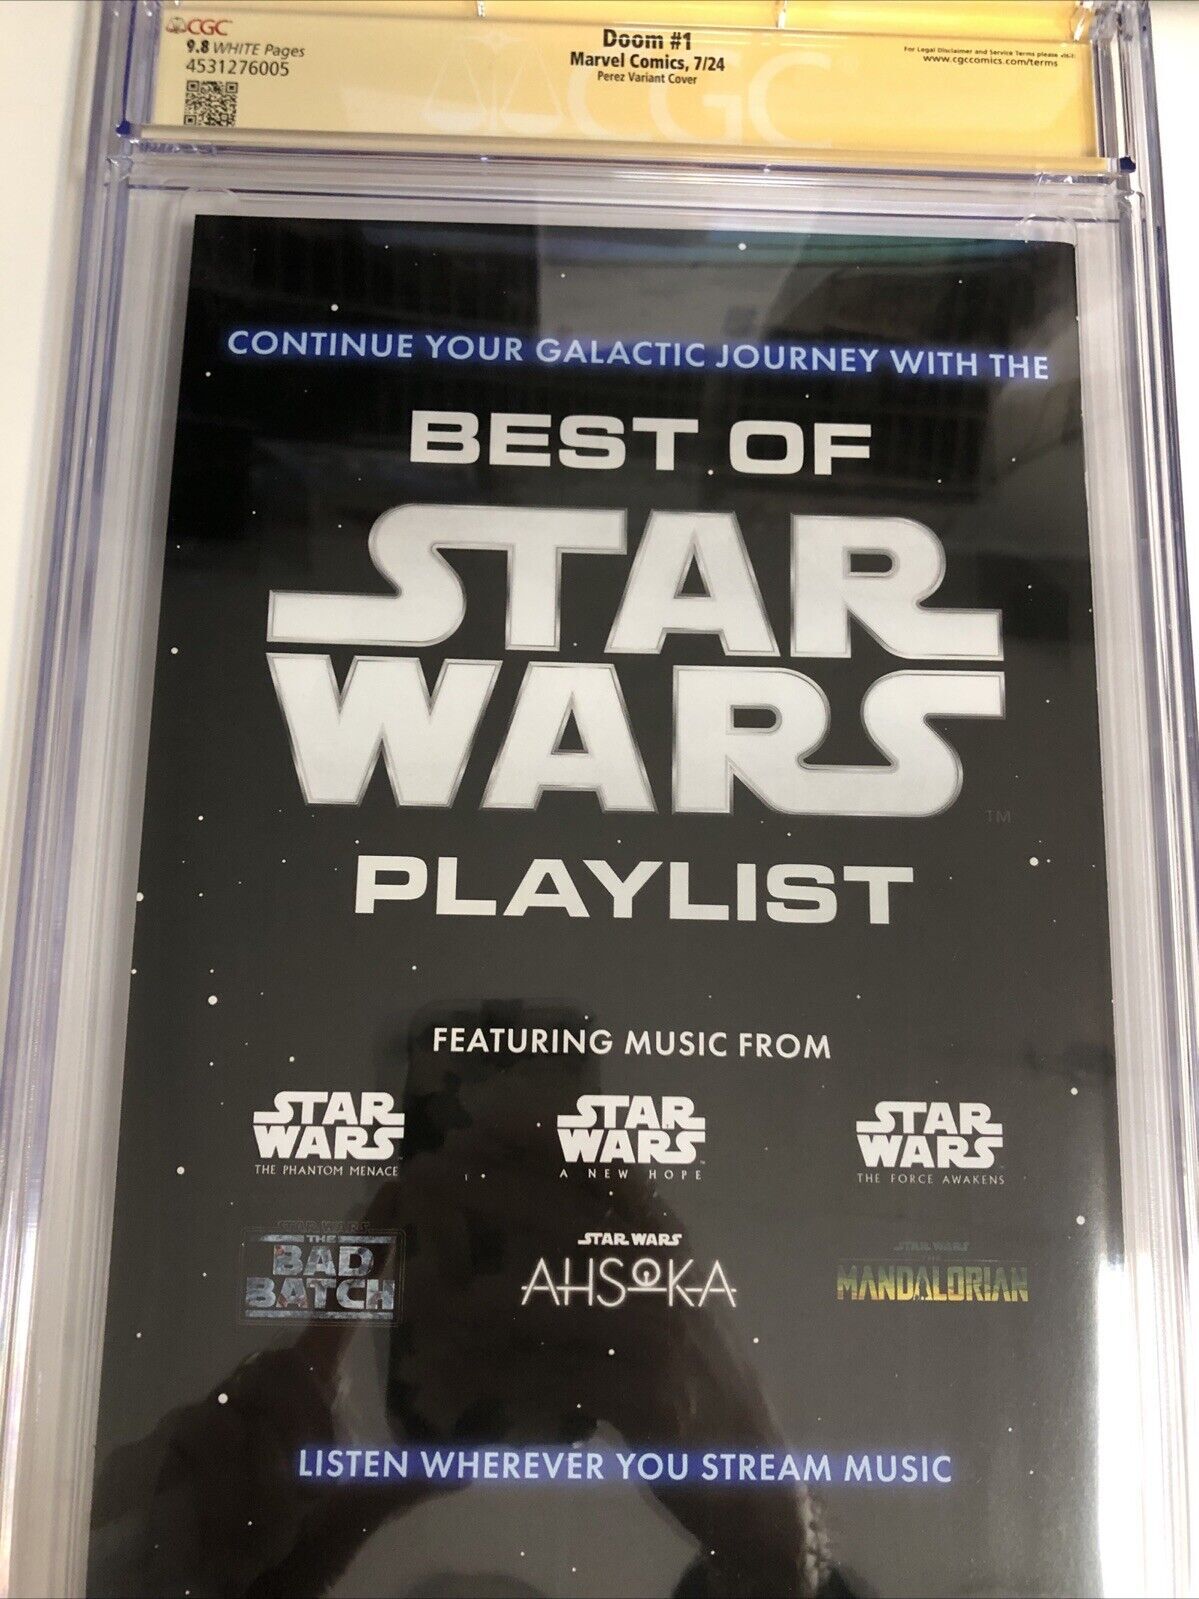 CGC
9.8 WHITE Pages
4531276005
Doom #1
Marvel Comics, 7/24
Perez Variant Cover
For Legal Disclaimer and Service Terms please visit:
www.cgccomics.com/terms
CGC
CONTINUE YOUR GALACTIC JOURNEY WITH THE
BEST OF
STAR
WARS
TM
PLAYLIST
FEATURING MUSIC FROM
STAR
WARS
THE PHANTOM MENACE
STAR
WARS
A NEW HOPE
STAR
WARS
THE FORCE AWAKENS
STAR WARS
THE
BAD
BATCH
STAR WARS
AHSOKA
STAR WARS
THE
MANDALORIAN
LISTEN WHEREVER YOU STREAM MUSIC